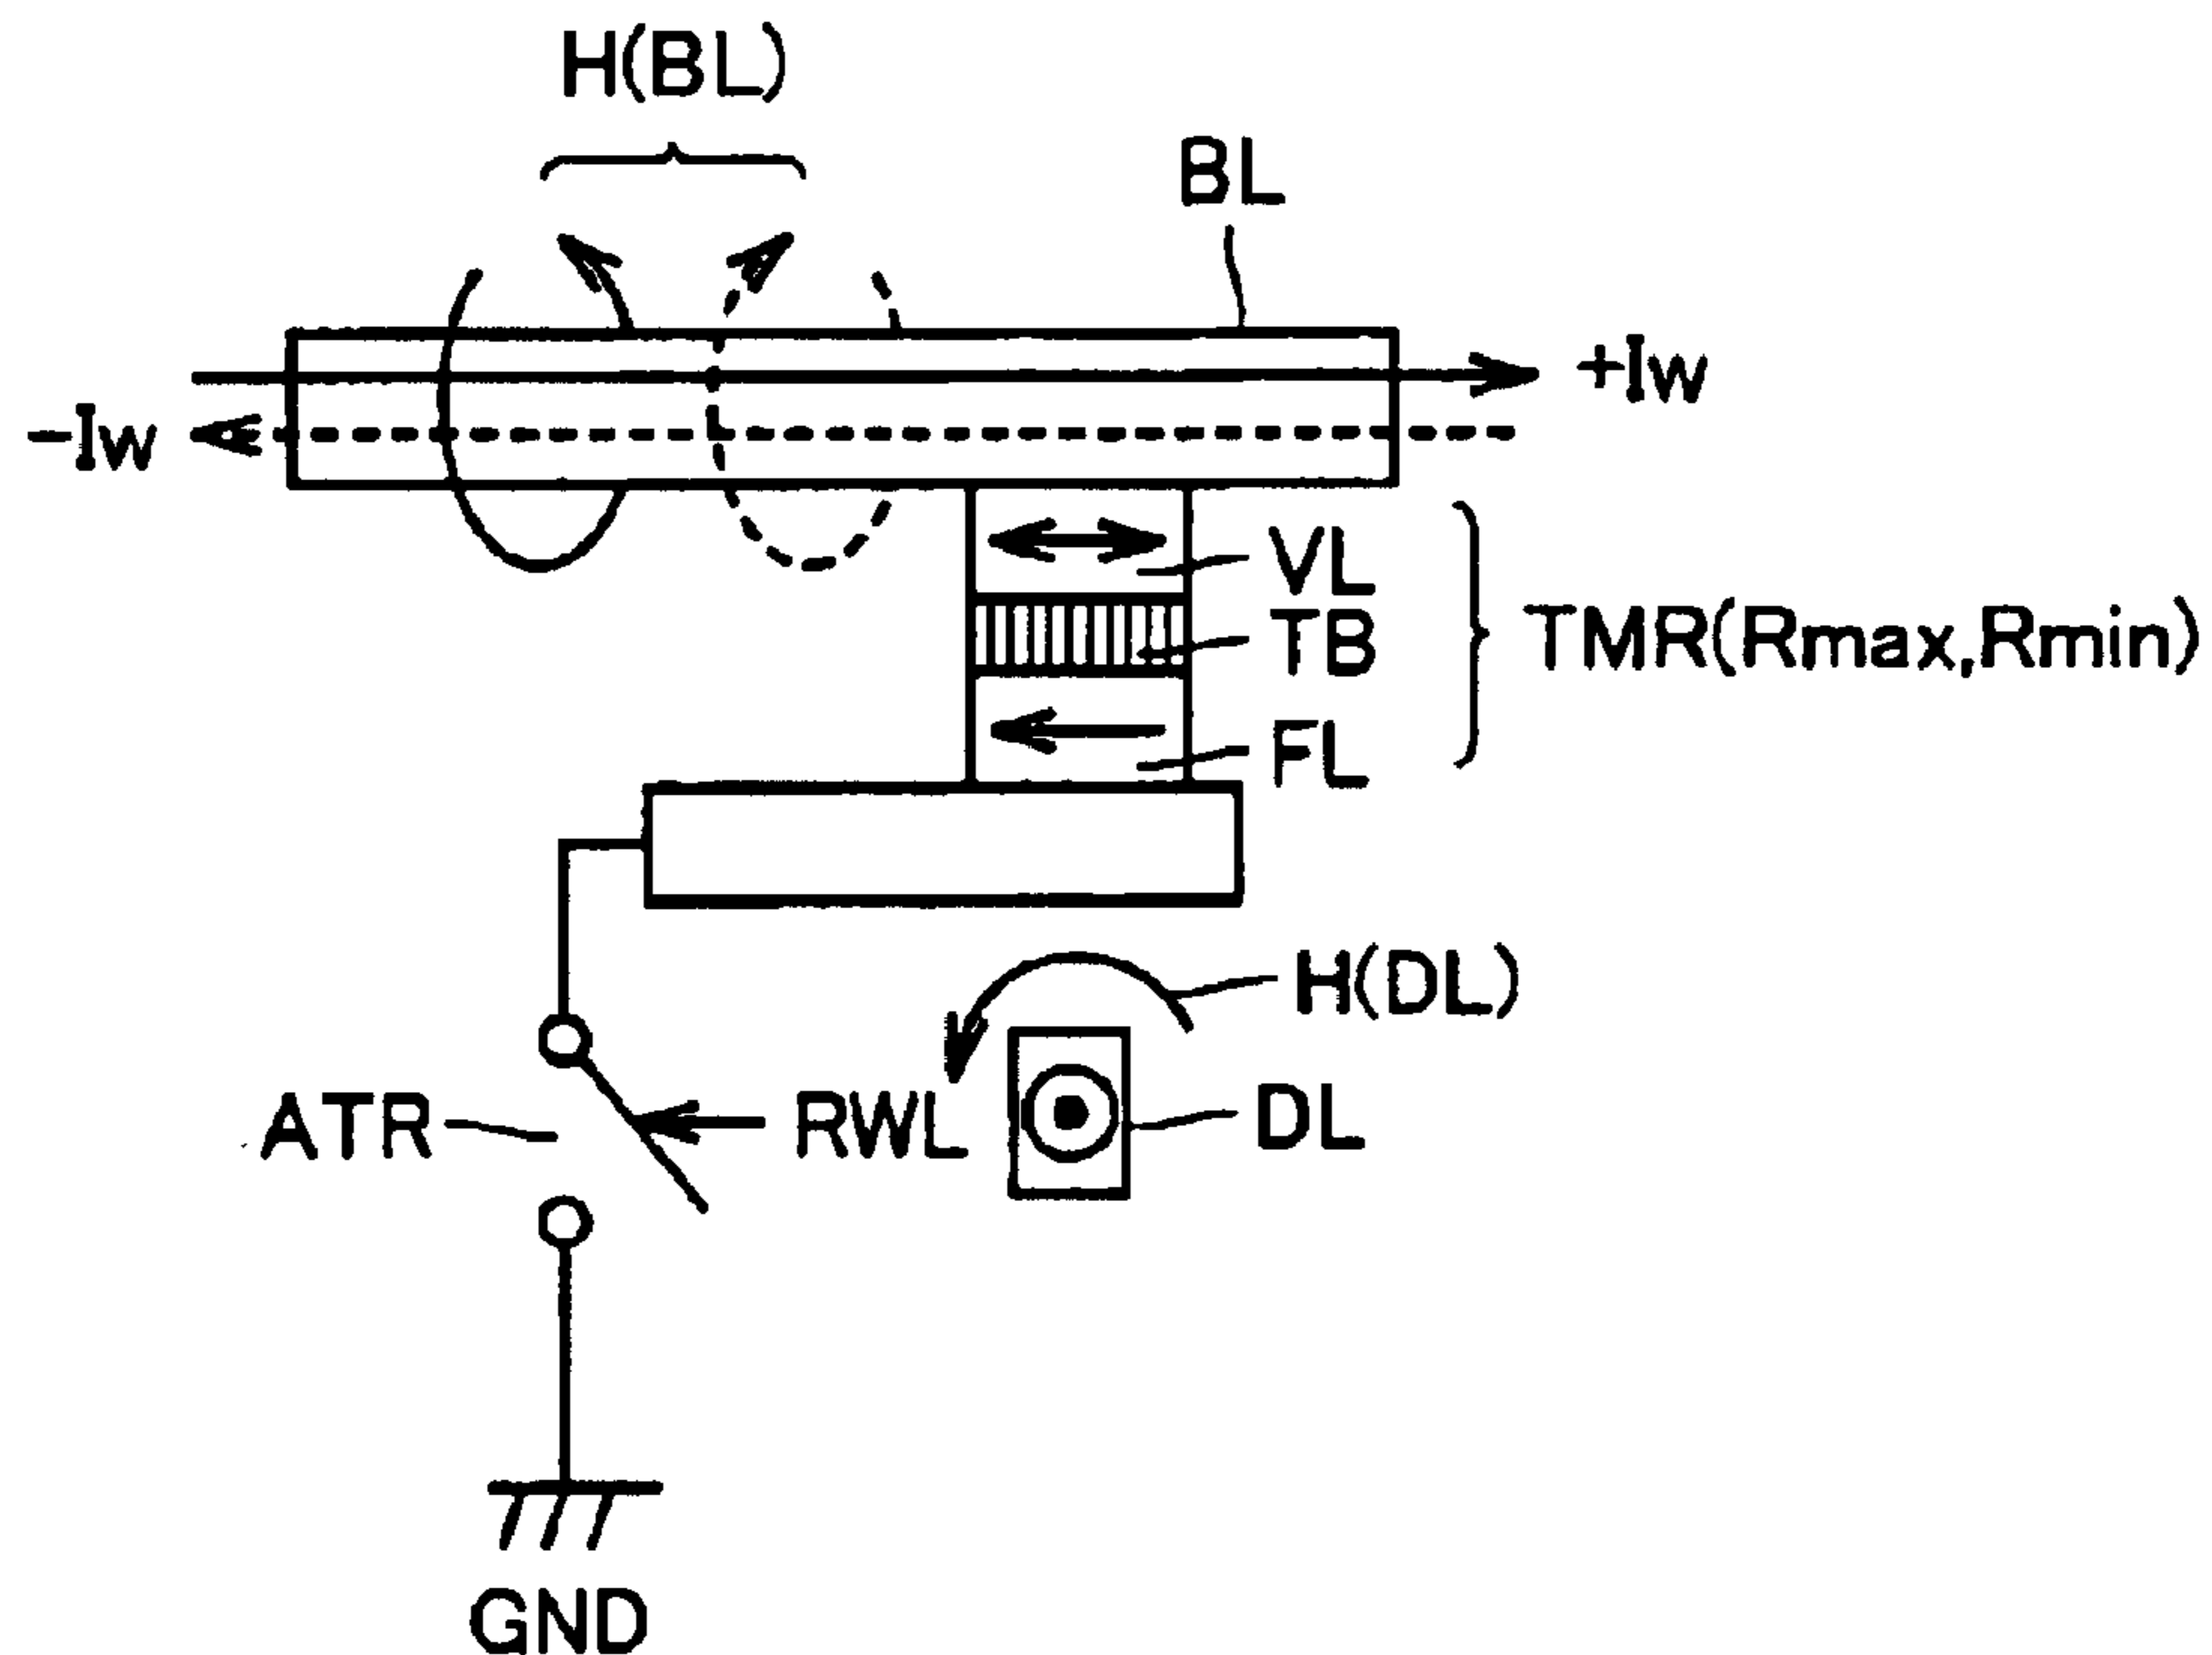 H(BL)
BL
+Iw
-Iw
VL
TB
TMR(Rmax,Rmin)
FL
H(DL)
ATR
RWL
DL
GND